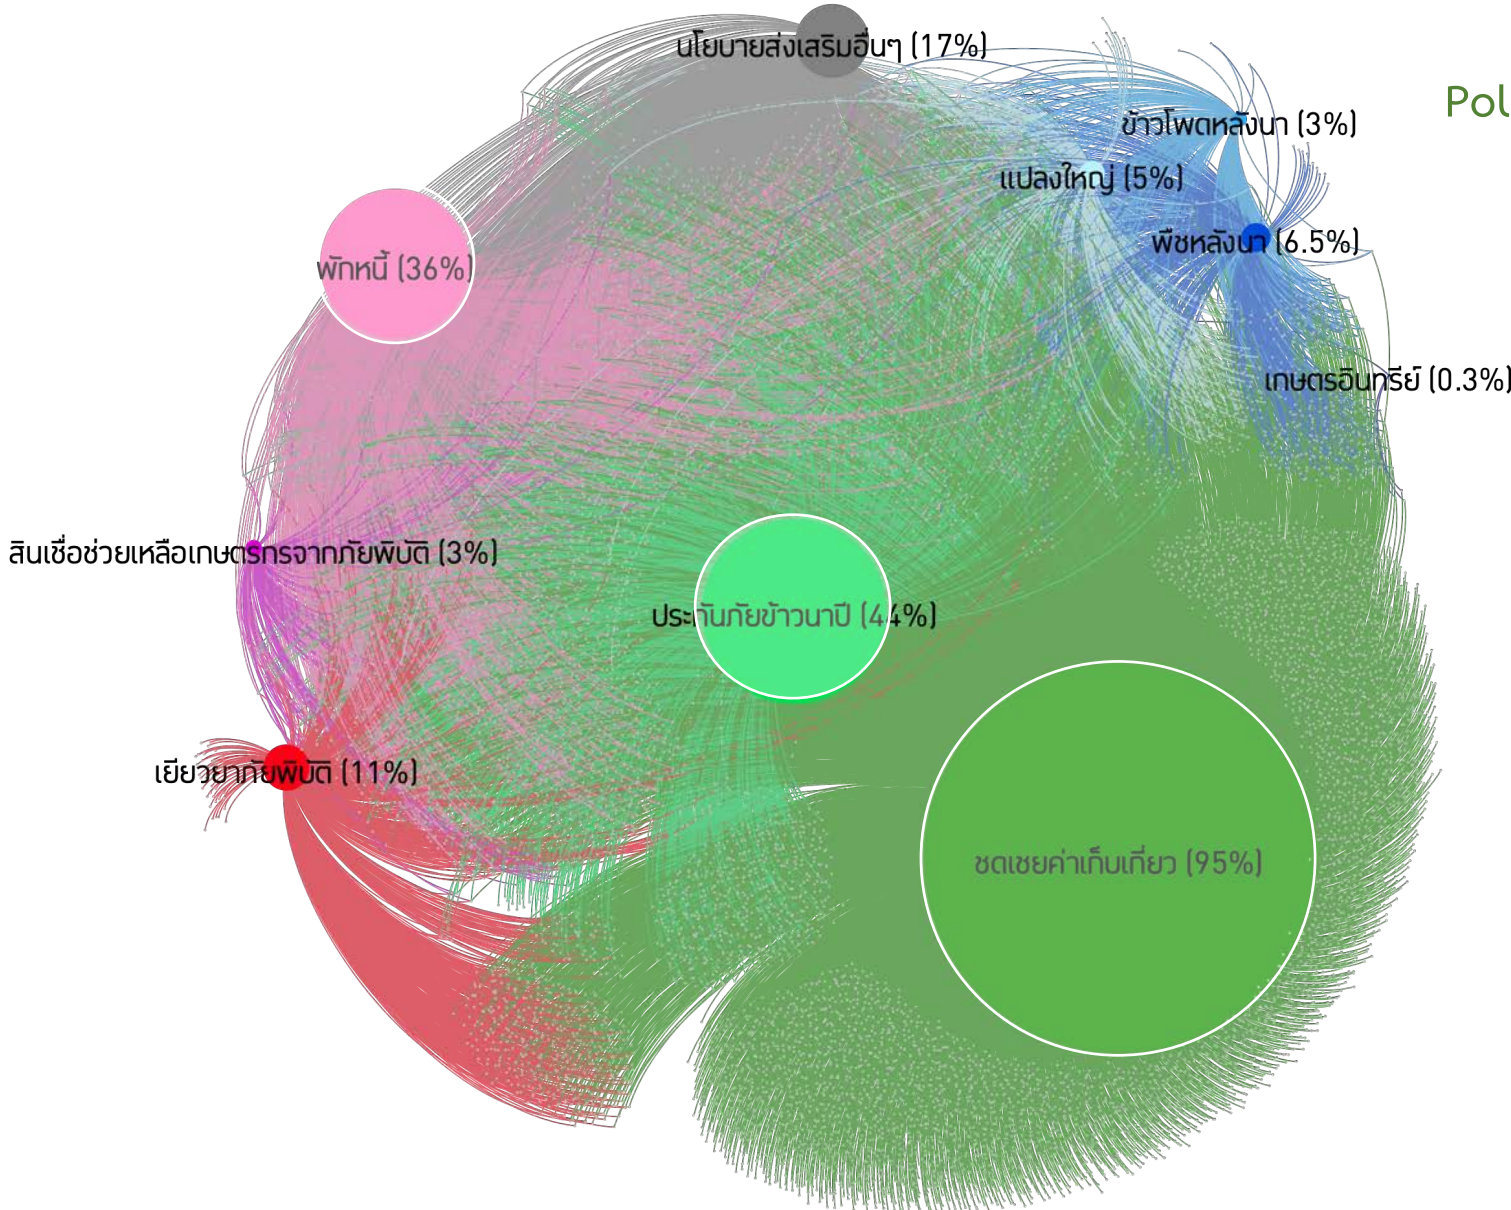 นโยบายส่งเสริมอื่นๆ (17%)
Pol
ข้าวโพดหลังนา (3%)
แปลงใหญ่ (5%)
พืชหลังนา (6.5%)
พักหนี้ (36%)
เกษตรอินทรีย์ (0.3%)
สินเชื่อช่วยเหลือเกษตรกรจากภัยพิบัติ (3%)
ประกันภัยข้าวนาปี (44%)
เยียวยาภัยพิบัติ (11%)
ชดเชยค่าเก็บเกี่ยว (95%)